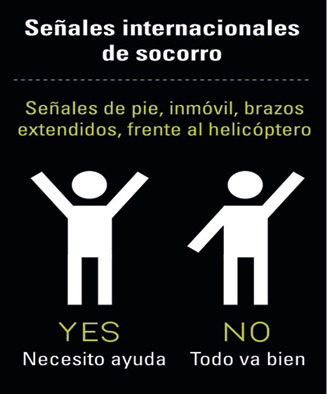 Señales internacionales
de socorro
Señales de pie, inmóvil, brazos
extendidos, frente al helicóptero
YES
Necesito ayuda
NO
Todo va bien